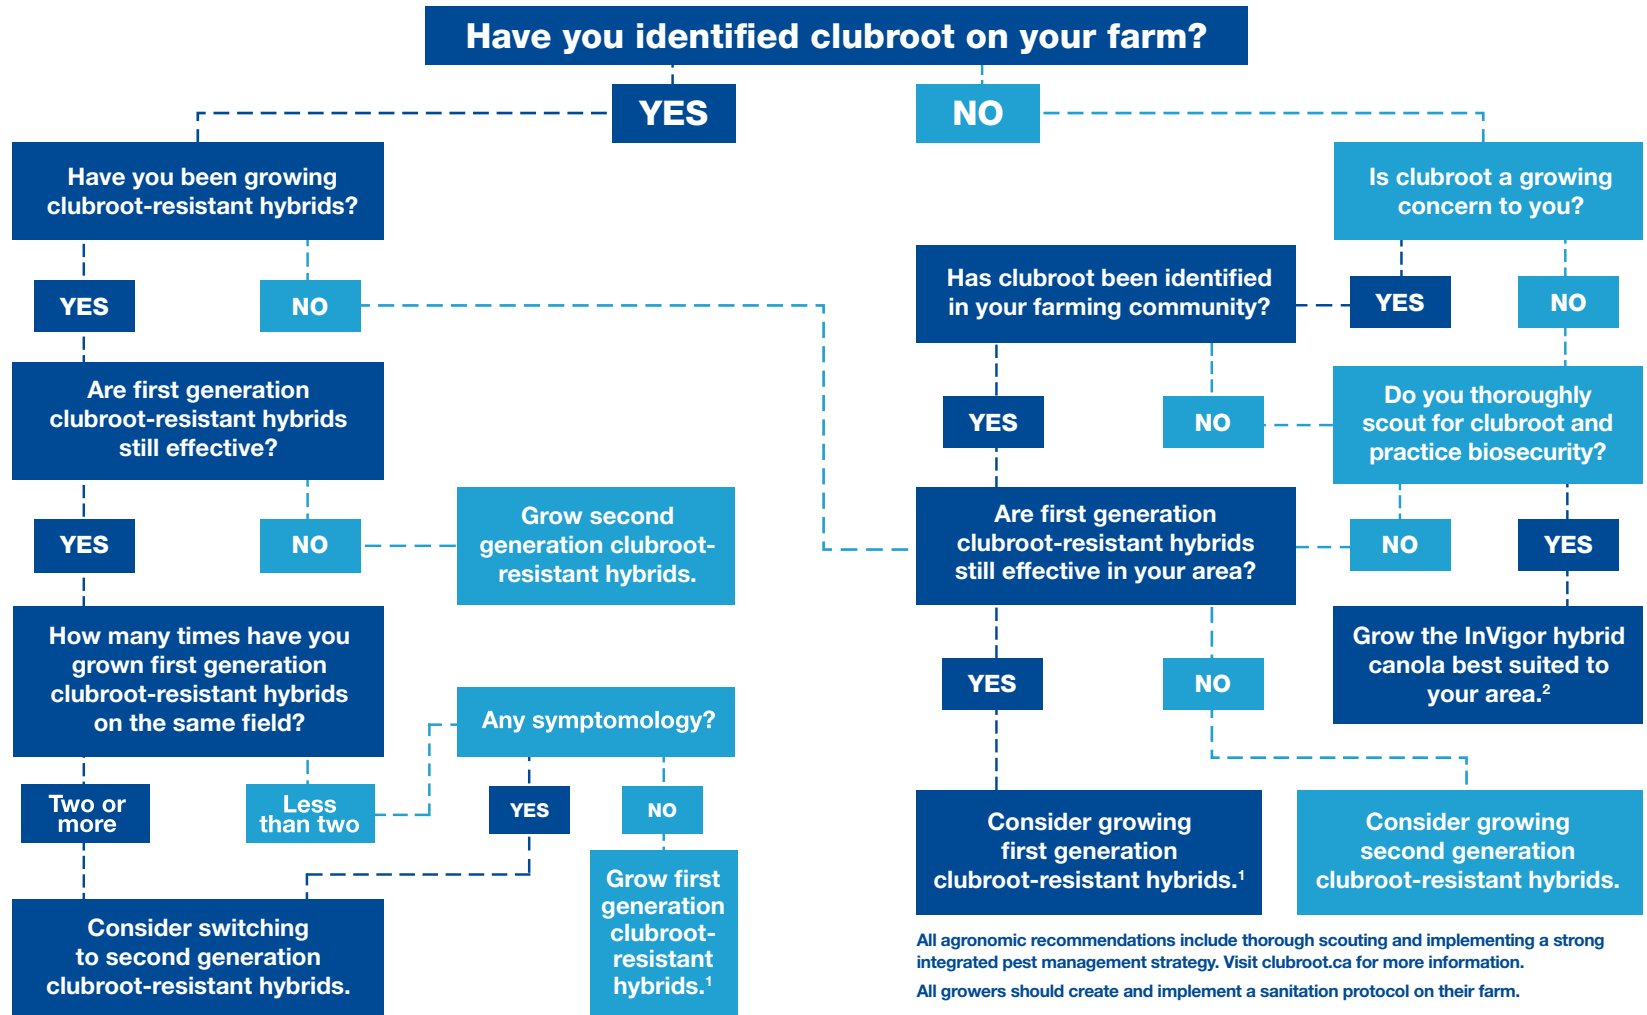 Have you identified clubroot on your farm?
YES
NO
Have you been growing
clubroot-resistant hybrids?
YES
NO
Are first generation
clubroot-resistant hybrids
still effective?
YES
NO
Grow second
generation clubroot-
resistant hybrids.
How many times have you
grown first generation
clubroot-resistant hybrids
on the same field?
Two or
more
Less
than two
Any symptomology?
YES
NO
Consider switching
to second generation
clubroot-resistant hybrids.
Grow first
generation
clubroot-
resistant
hybrids.¹
Is clubroot a growing
concern to you?
YES
NO
Has clubroot been identified
in your farming community?
YES
NO
Do you thoroughly
scout for clubroot and
practice biosecurity?
NO
YES
Are first generation
clubroot-resistant hybrids
still effective in your area?
YES
NO
Grow the InVigor hybrid
canola best suited to
your area.²
Consider growing
first generation
clubroot-resistant hybrids.¹
Consider growing
second generation
clubroot-resistant hybrids.
All agronomic recommendations include thorough scouting and implementing a strong
integrated pest management strategy. Visit clubroot.ca for more information.
All growers should create and implement a sanitation protocol on their farm.